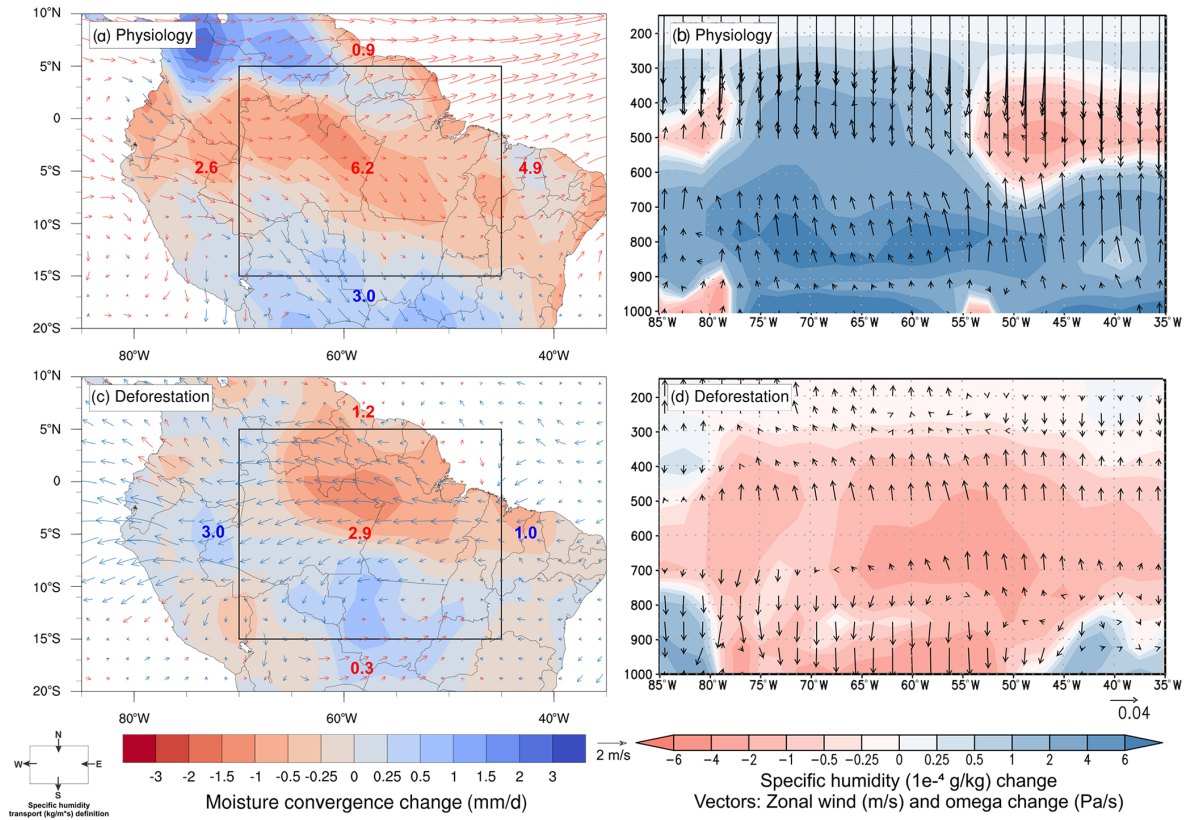 10°N
5°N
0
5°S
10°S
15°S
20°S
80°W 60°W 40°W
(a) Physiology
0.9
2.6
6.2
4.9
3.0
(b) Physiology
200
300
400
500
600
700
800
900
1000
85°W 80°W 75°W 70°W 65°W 60°W 55°W 50°W 45°W 40°W 35°W
10°N
5°N
0
5°S
10°S
15°S
20°S
80°W 60°W 40°W
(c) Deforestation
1.2
3.0
2.9
1.0
0.3
(d) Deforestation
200
300
400
500
600
700
800
900
1000
85°W 80°W 75°W 70°W 65°W 60°W 55°W 50°W 45°W 40°W 35°W
0.04
N
W E
S
Specific humidity
transport (kg/m*s) definition
-3 -2 -1.5 -1 -0.5 -0.25 0 0.25 0.5 1 1.5 2 3
Moisture convergence change (mm/d)
2 m/s
−6 −4 −2 −1 −0.5 −0.25 0 0.25 0.5 1 2 4 6
Specific humidity (1e-⁴ g/kg) change
Vectors: Zonal wind (m/s) and omega change (Pa/s)